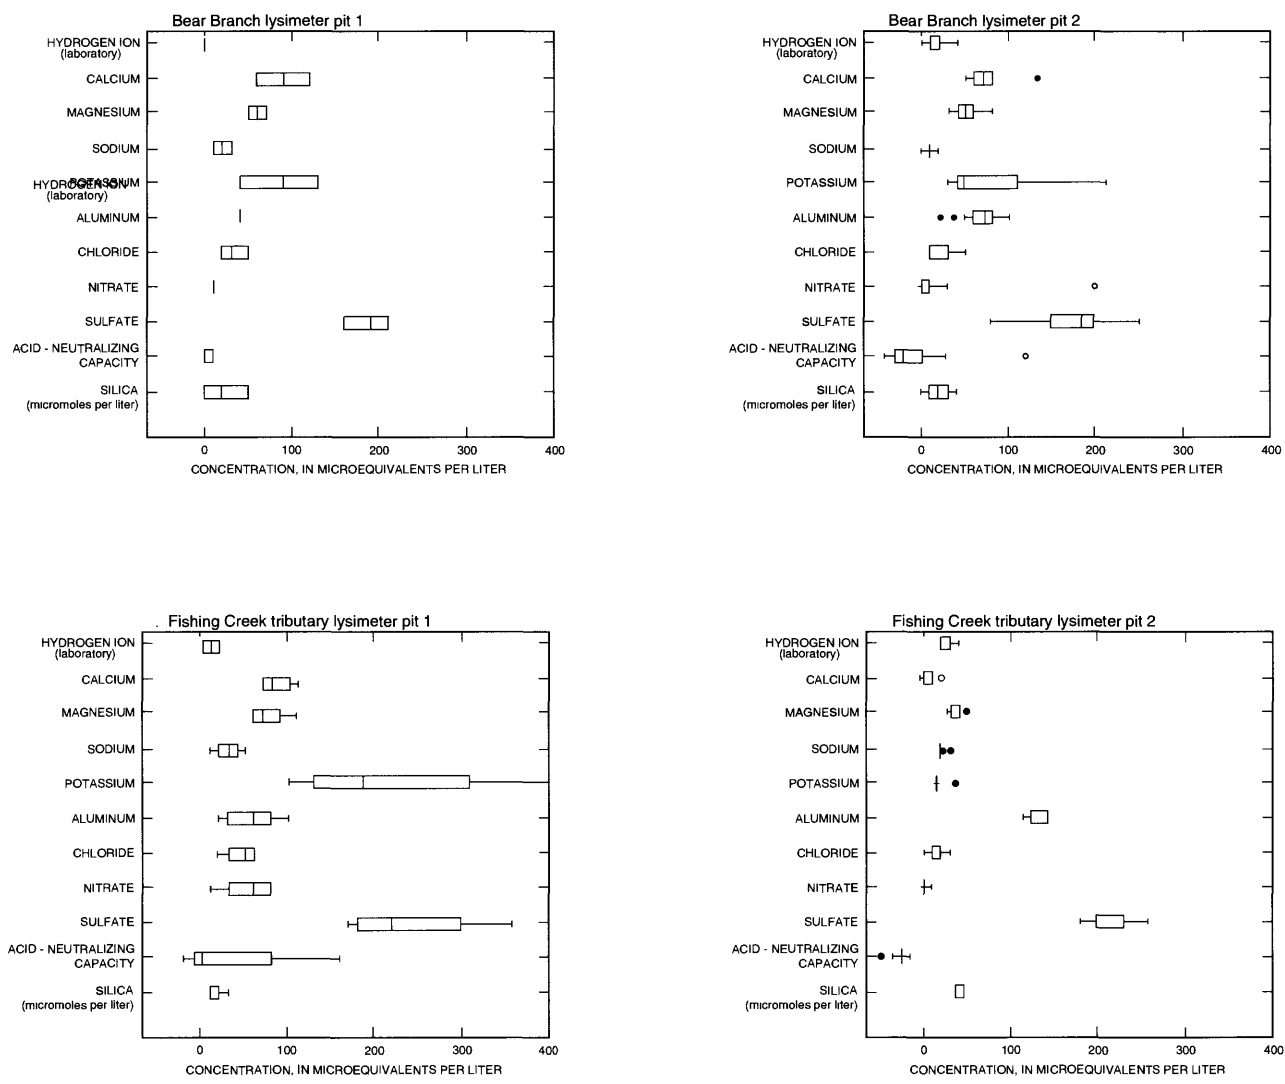 Bear Branch lysimeter pit 1
HYDROGEN ION
(laboratory)
CALCIUM
MAGNESIUM
SODIUM
POTASSIUM
HYDROGEN ION
(laboratory)
ALUMINUM
CHLORIDE
NITRATE
SULFATE
ACID - NEUTRALIZING
CAPACITY
SILICA
(micromoles per liter)
0 100 200 300 400
CONCENTRATION, IN MICROEQUIVALENTS PER LITER
Bear Branch lysimeter pit 2
HYDROGEN ION
(laboratory)
CALCIUM
MAGNESIUM
SODIUM
POTASSIUM
ALUMINUM
CHLORIDE
NITRATE
SULFATE
ACID - NEUTRALIZING
CAPACITY
SILICA
(micromoles per liter)
0 100 200 300 400
CONCENTRATION, IN MICROEQUIVALENTS PER LITER
Fishing Creek tributary lysimeter pit 1
HYDROGEN ION
(laboratory)
CALCIUM
MAGNESIUM
SODIUM
POTASSIUM
ALUMINUM
CHLORIDE
NITRATE
SULFATE
ACID - NEUTRALIZING
CAPACITY
SILICA
(micromoles per liter)
0 100 200 300 400
CONCENTRATION, IN MICROEQUIVALENTS PER LITER
Fishing Creek tributary lysimeter pit 2
HYDROGEN ION
(laboratory)
CALCIUM
MAGNESIUM
SODIUM
POTASSIUM
ALUMINUM
CHLORIDE
NITRATE
SULFATE
ACID - NEUTRALIZING
CAPACITY
SILICA
(micromoles per liter)
0 100 200 300 400
CONCENTRATION, IN MICROEQUIVALENTS PER LITER